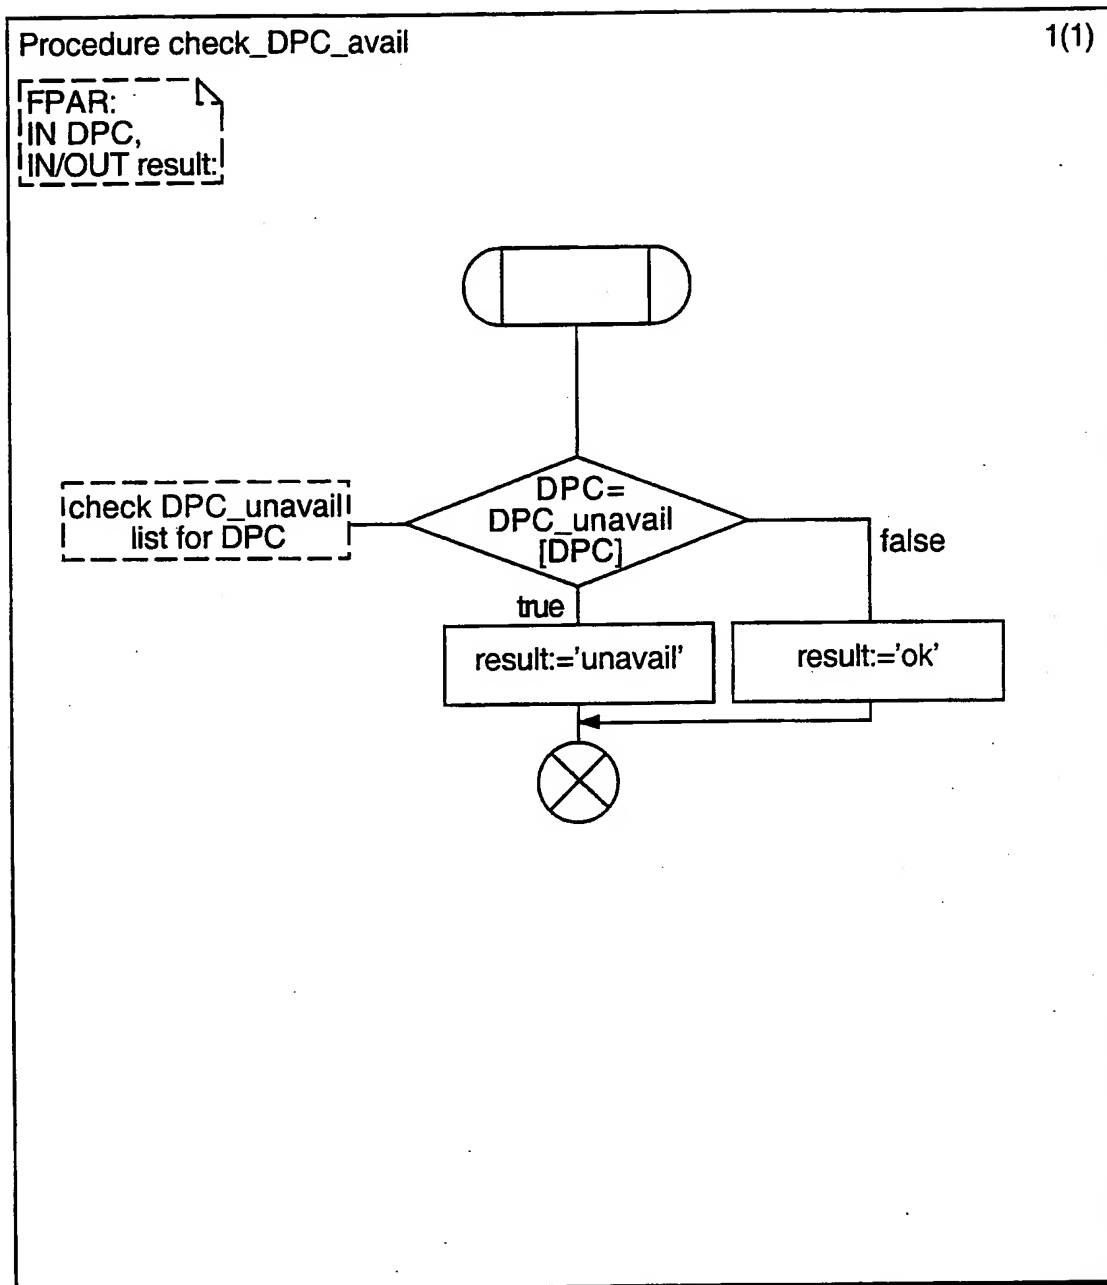 Procedure check_DPC_avail
1(1)
FPAR:
IN DPC,
IN/OUT result:
check DPC_unavail
list for DPC
DPC=
DPC_unavail
[DPC]
false
true
result:='unavail'
result:='ok'